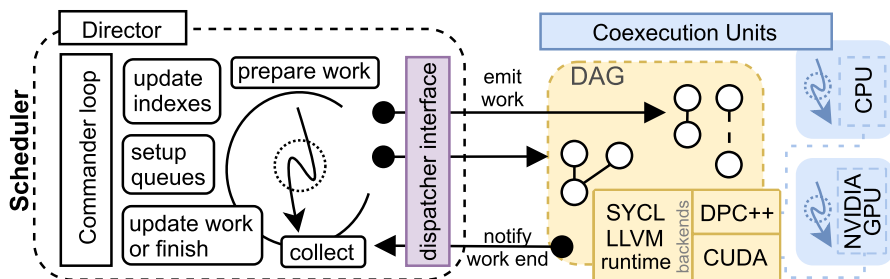 Director
Scheduler
Commander loop
update
indexes
setup
queues
update work
or finish
prepare work
collect
dispatcher interface
emit
work
notify
work end
Coexecution Units
DAG
SYCL
LLVM
runtime
backends
DPC++
CUDA
CPU
NVIDIA
GPU